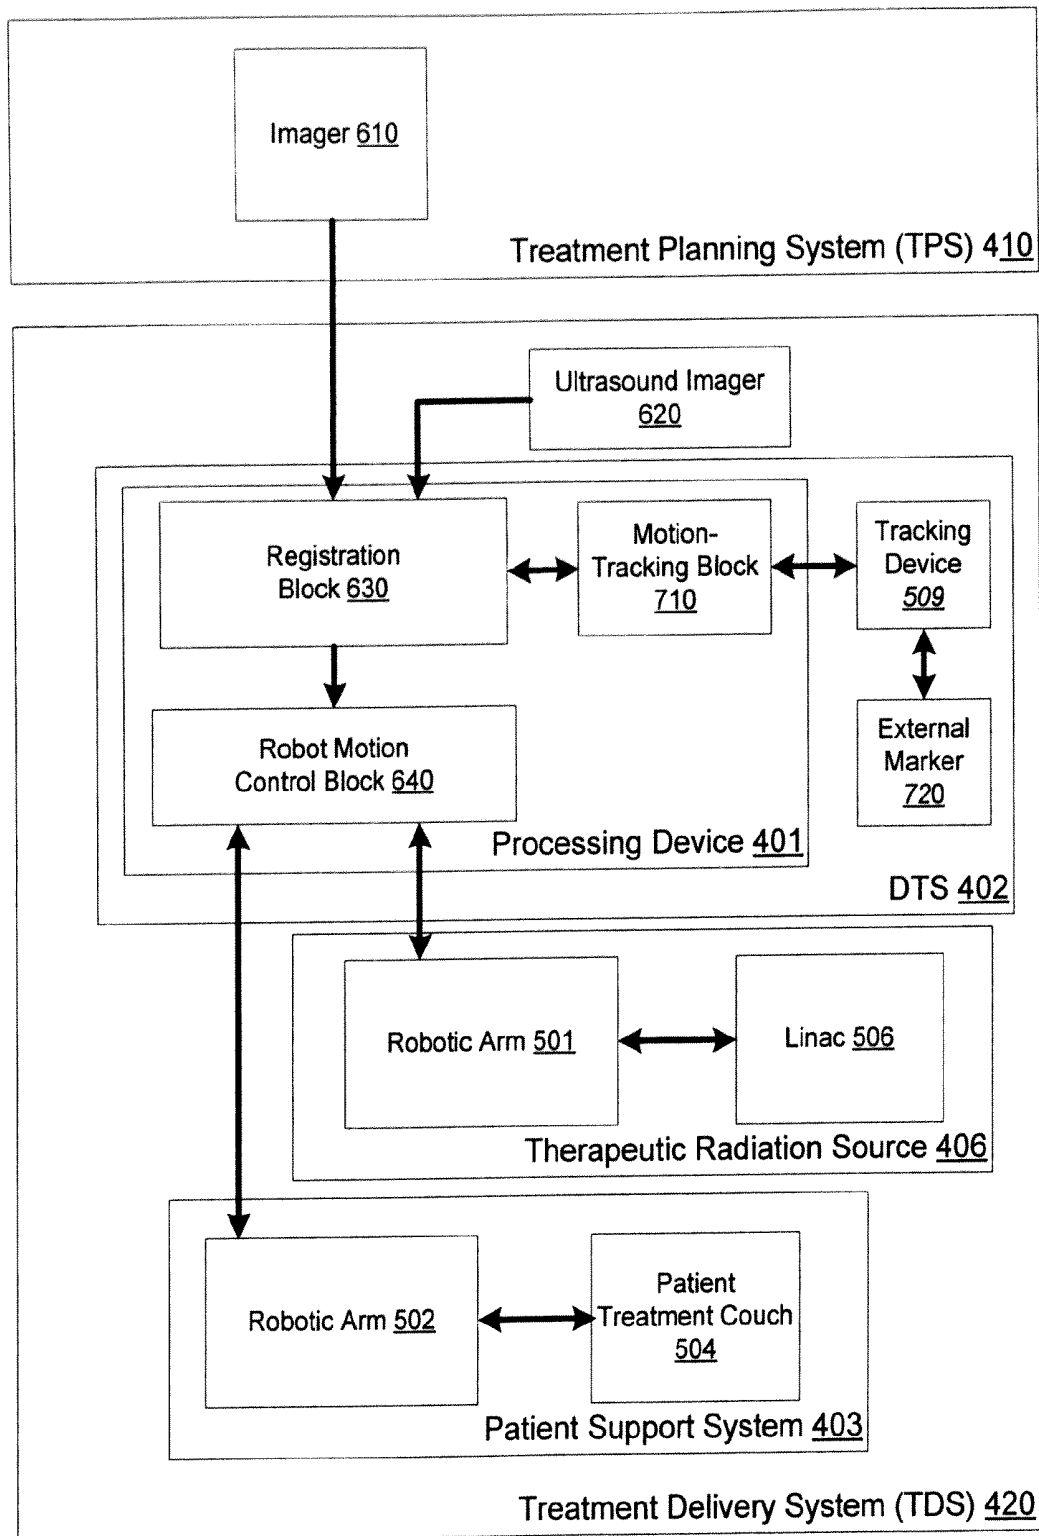 Imager 610
Treatment Planning System (TPS) 410
Ultrasound Imager
620
Registration
Block 630
Motion-
Tracking Block
710
Tracking
Device
509
Robot Motion
Control Block 640
External
Marker
720
Processing Device 401
DTS 402
Robotic Arm 501
Linac 506
Therapeutic Radiation Source 406
Robotic Arm 502
Patient
Treatment Couch
504
Patient Support System 403
Treatment Delivery System (TDS) 420